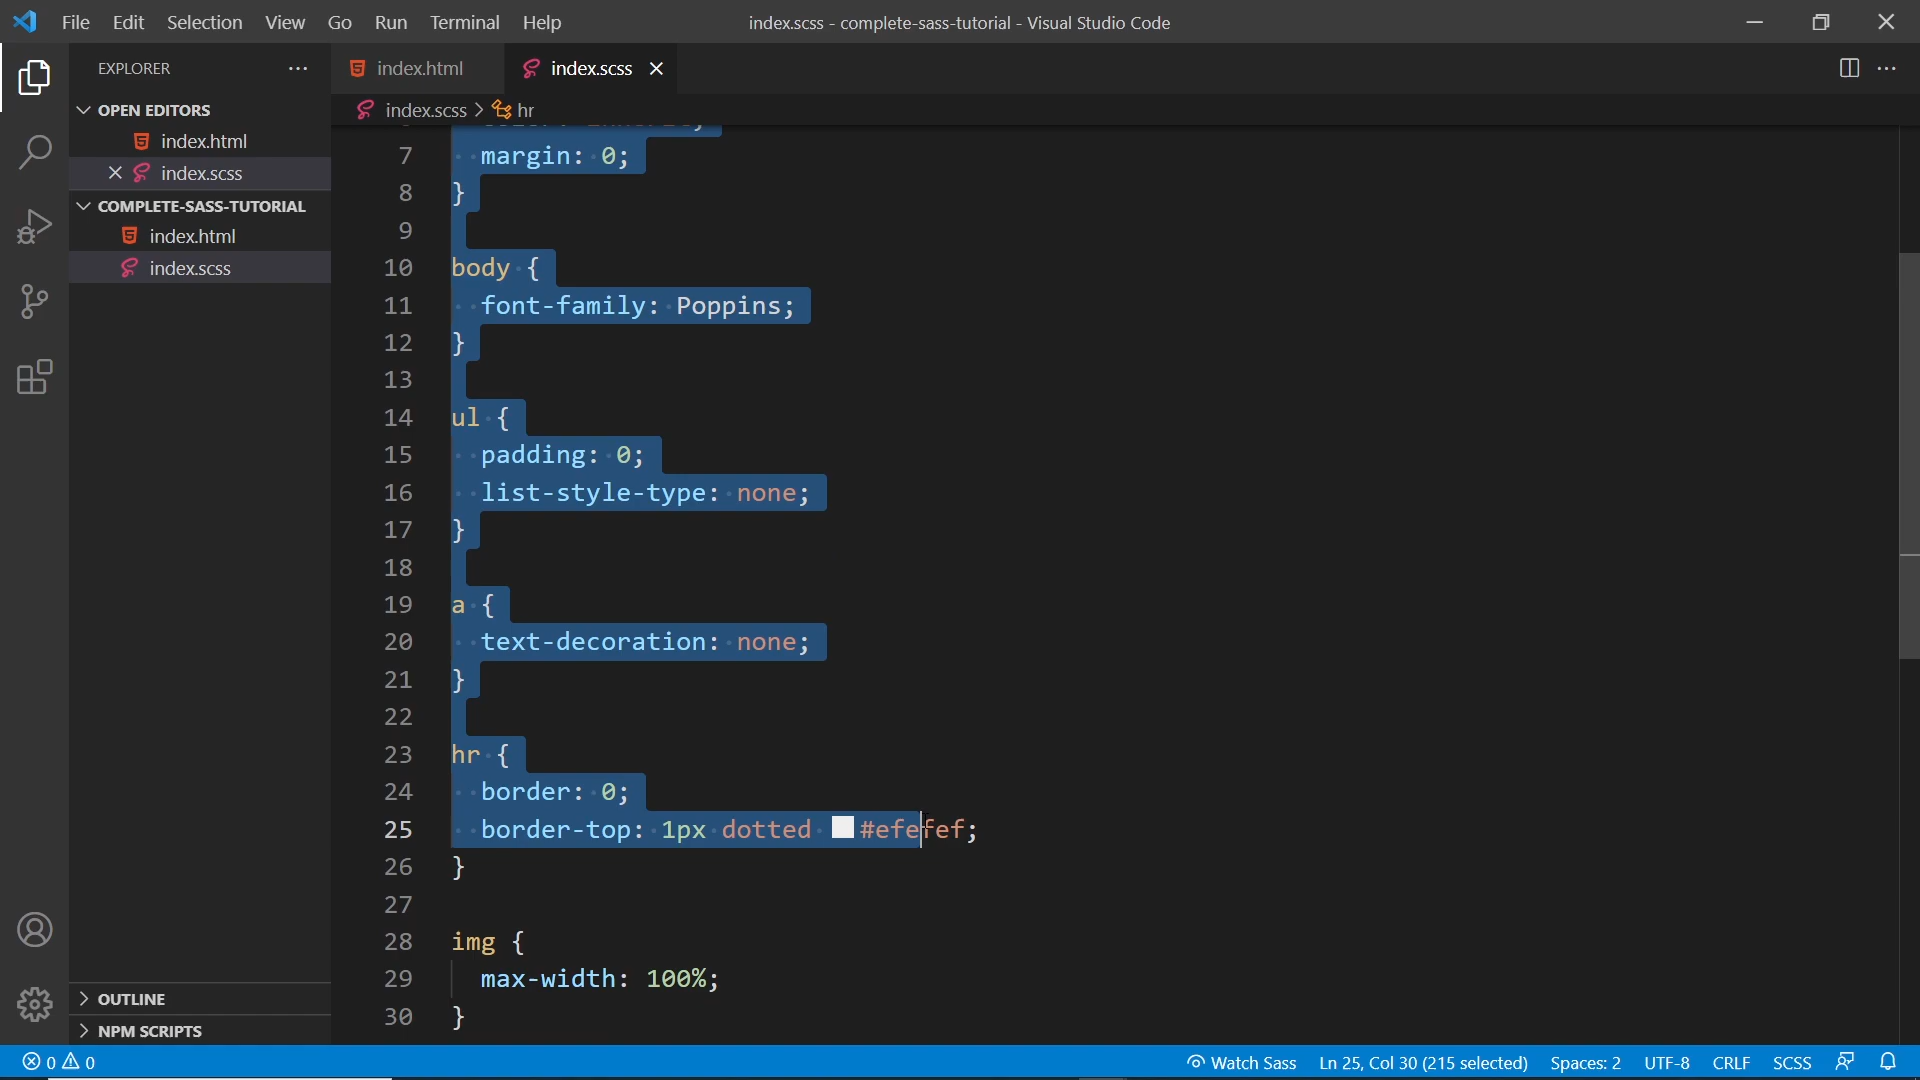 File Edit Selection View Go Run Terminal Help
index.scss - complete-sass-tutorial - Visual Studio Code
EXPLORER
OPEN EDITORS
index.html
index.scss
COMPLETE-SASS-TUTORIAL
index.html
index.scss
OUTLINE
NPM SCRIPTS
index.html index.scss
index.scss > hr
7 margin: 0;
8 }
9
10 body {
11 font-family: Poppins;
12 }
13
14 ul {
15 padding: 0;
16 list-style-type: none;
17 }
18
19 a {
20 text-decoration: none;
21 }
22
23 hr {
24 border: 0;
25 border-top: 1px dotted #efefef;
26 }
27
28 img {
29 max-width: 100%;
30 }
0 0 Watch Sass Ln 25, Col 30 (215 selected) Spaces: 2 UTF-8 CRLF SCSS